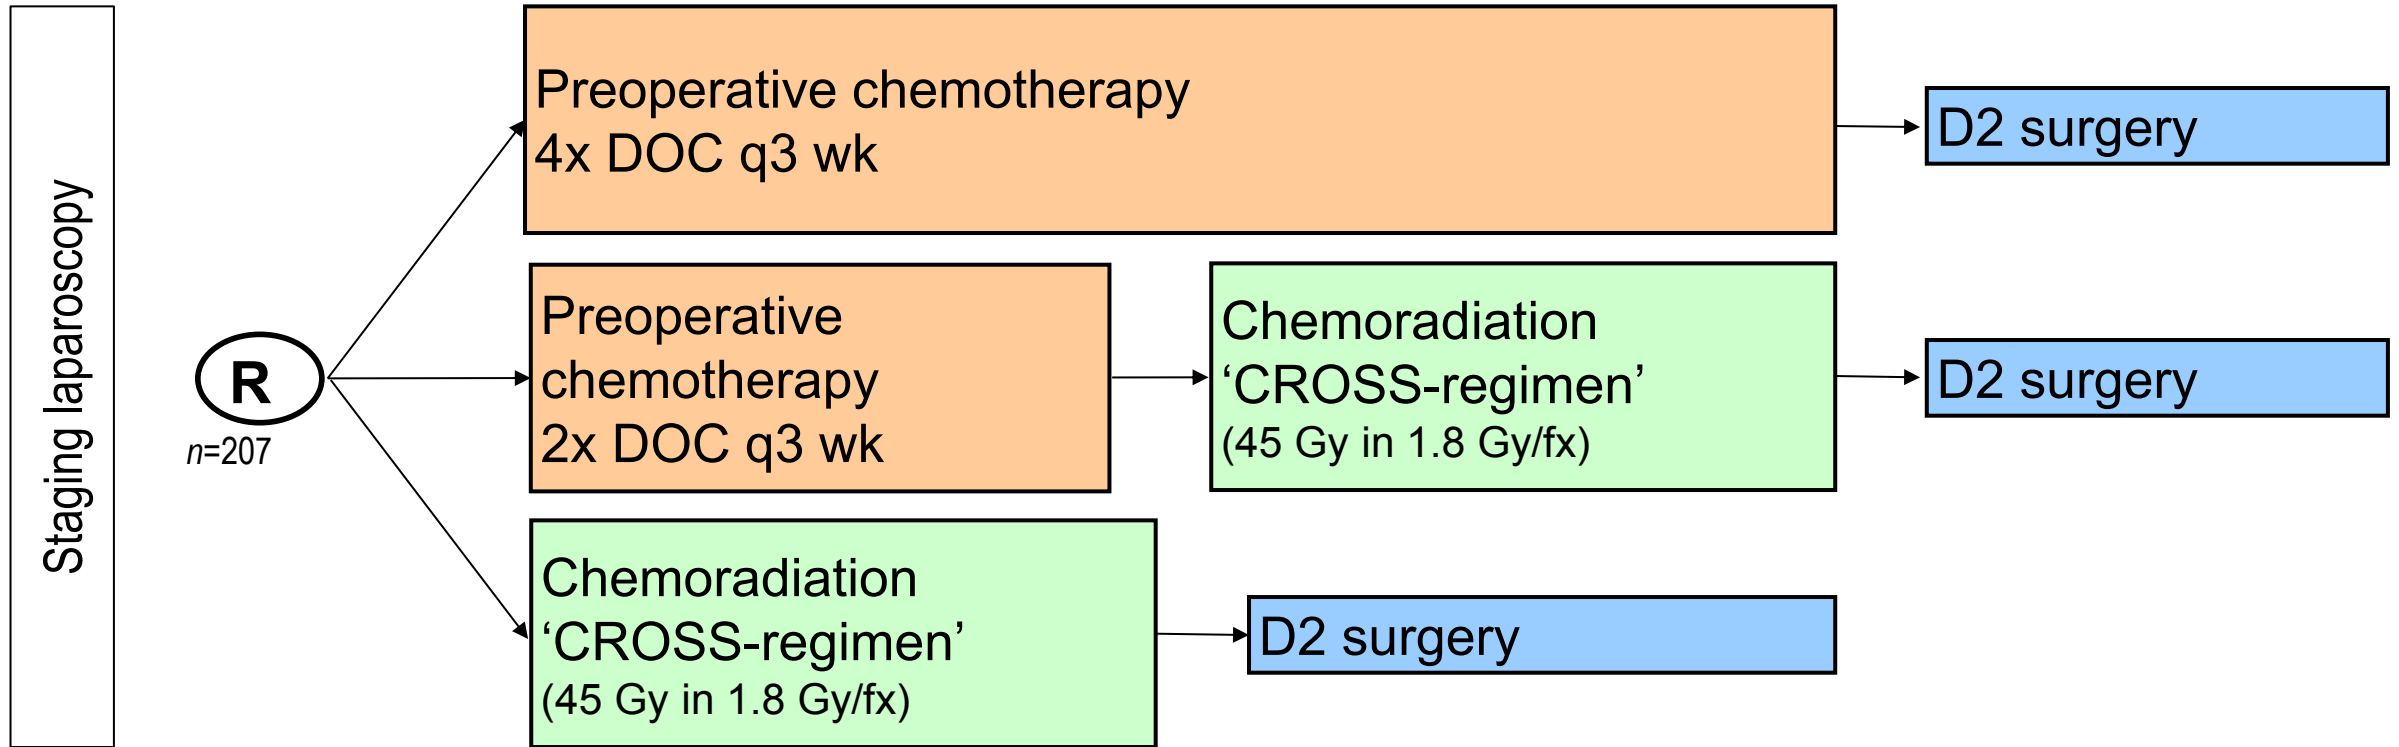 Staging laparoscopy
R
n=207
Preoperative chemotherapy
4x DOC q3 wk
D2 surgery
Preoperative
chemotherapy
2x DOC q3 wk
Chemoradiation
‘CROSS-regimen’
(45 Gy in 1.8 Gy/fx)
D2 surgery
Chemoradiation
‘CROSS-regimen’
(45 Gy in 1.8 Gy/fx)
D2 surgery